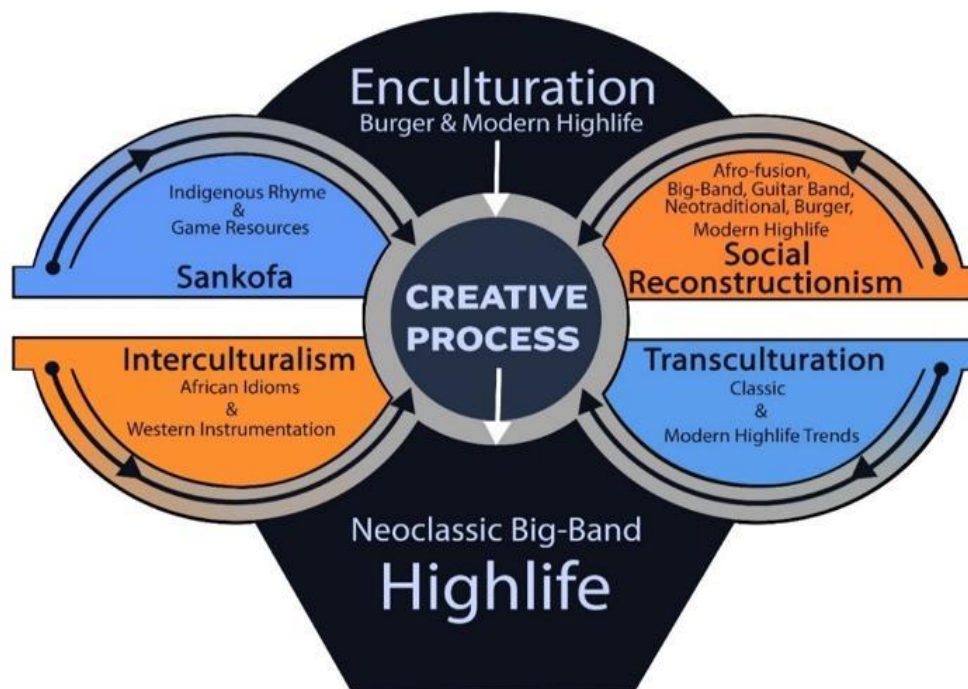 Enculturation
Burger & Modern Highlife
Indigenous Rhyme
&
Game Resources
Sankofa
Afro-fusion,
Big-Band, Guitar Band,
Neotraditional, Burger,
Modern Highlife
Social
Reconstructionism
CREATIVE
PROCESS
Interculturalism
African Idioms
&
Western Instrumentation
Transculturation
Classic
&
Modern Highlife Trends
Neoclassic Big-Band
Highlife